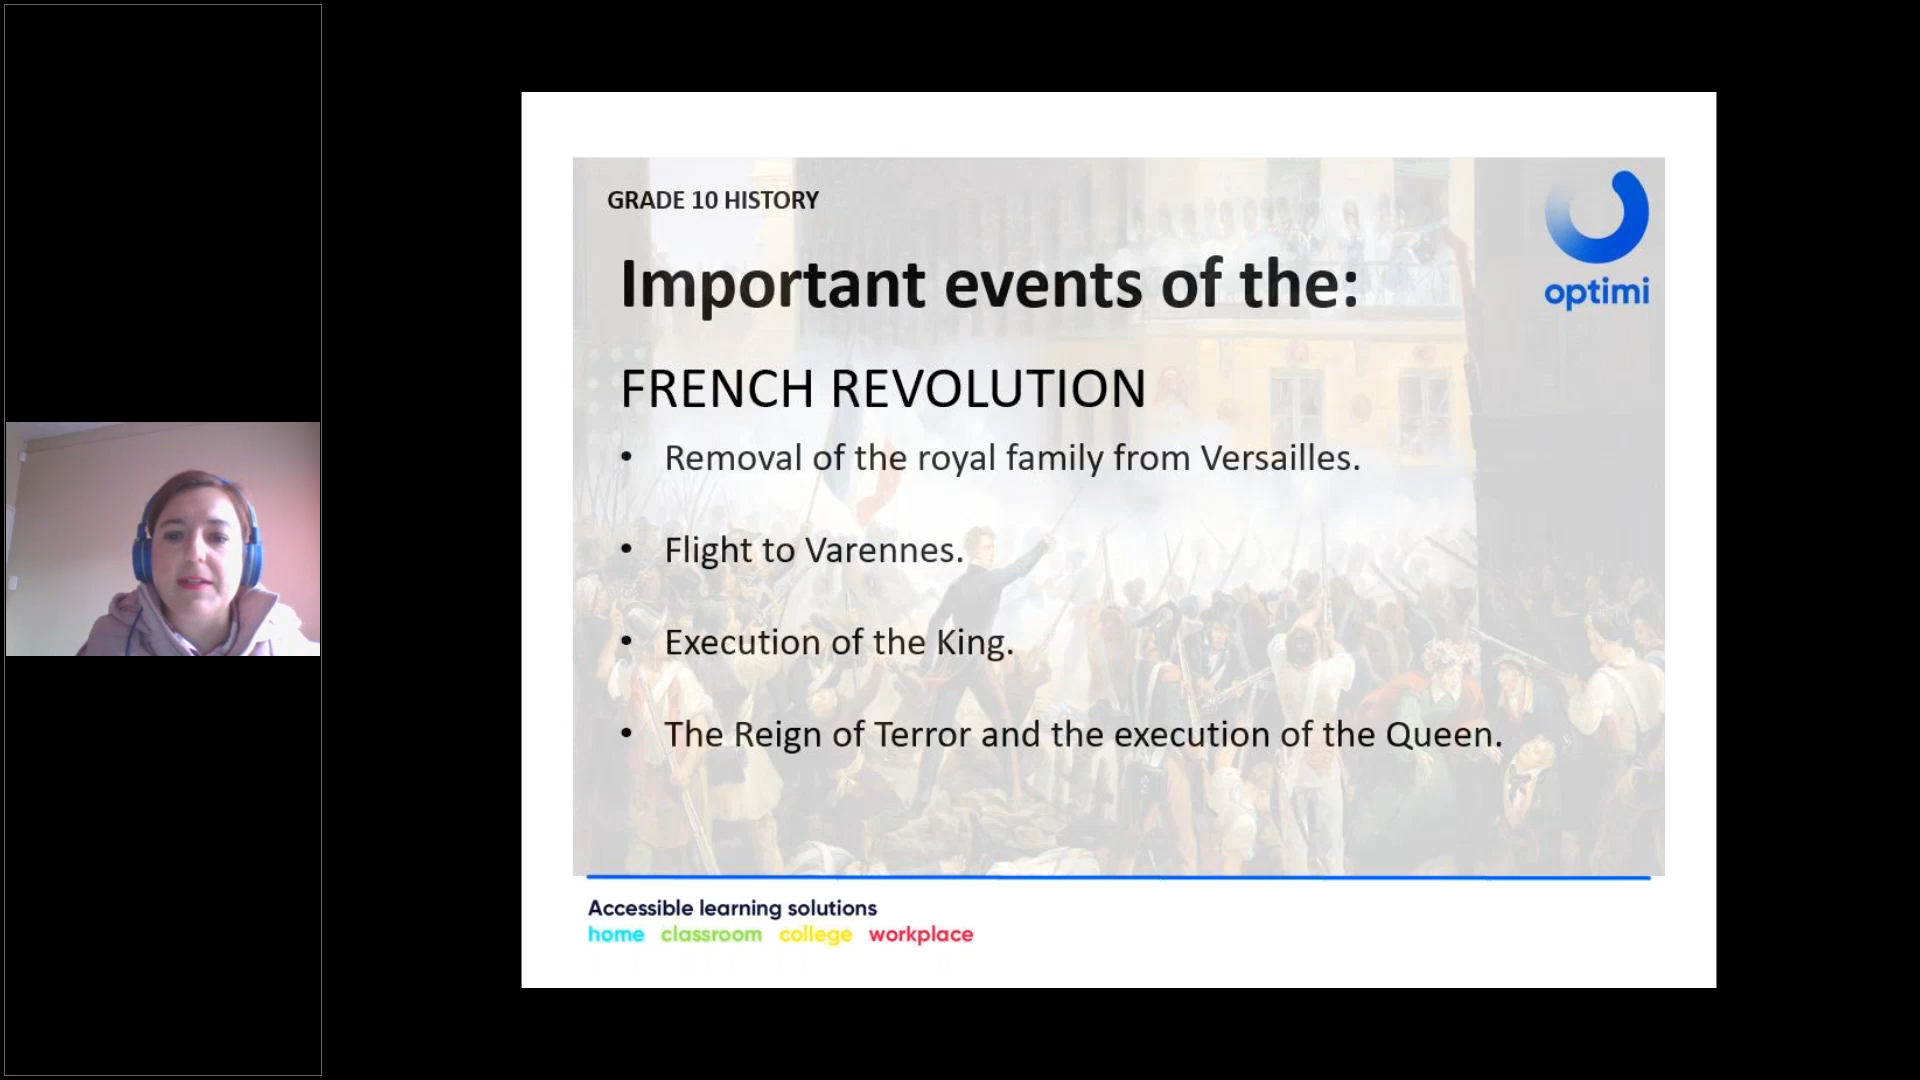 GRADE 10 HISTORY
optimi
Important events of the:
FRENCH REVOLUTION
• Removal of the royal family from Versailles.
• Flight to Varennes.
• Execution of the King.
• The Reign of Terror and the execution of the Queen.
Accessible learning solutions
home classroom college workplace